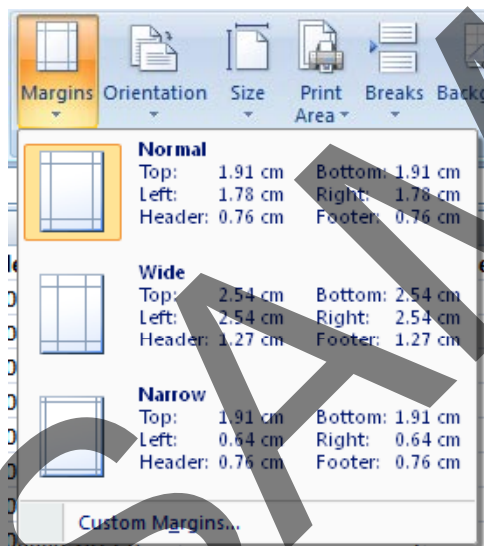 Margins Orientation Size Print Area Breaks
Normal
Top: 1.91 cm Bottom: 1.91 cm
Left: 1.78 cm Right: 1.78 cm
Header: 0.76 cm Footer: 0.76 cm
Wide
Top: 2.54 cm Bottom: 2.54 cm
Left: 2.54 cm Right: 2.54 cm
Header: 1.27 cm Footer: 1.27 cm
Narrow
Top: 1.91 cm Bottom: 1.91 cm
Left: 0.64 cm Right: 0.64 cm
Header: 0.76 cm Footer: 0.76 cm
Custom Margins...